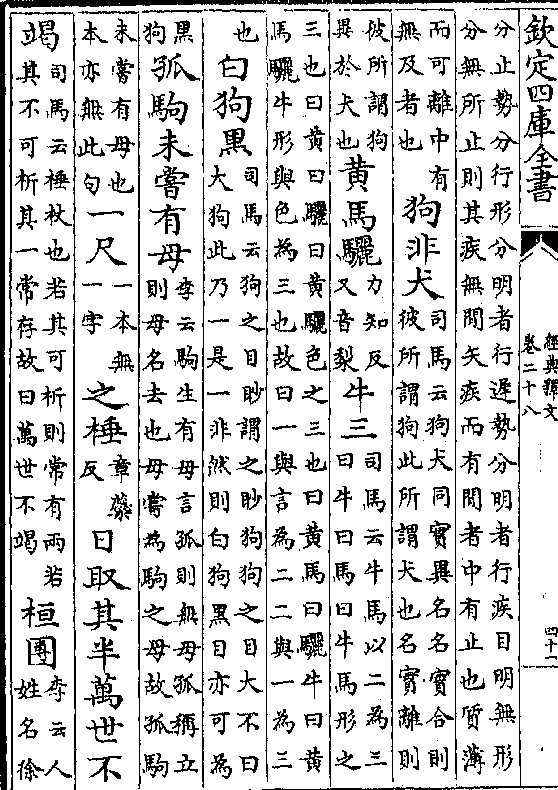 欽定四庫全書
經典釋文
卷二十八
分止勢分行形分明者行遲勢分明者行疾目明無形
分無所止則其疾無間矢疾而有間者中有止也質薄
而可離中有
無及者也
狗非犬
司馬云狗犬同實異名名實合則
彼所謂狗此所謂犬也名實離則
彼所謂狗
異於犬也
黄馬驪
力知反
又音梨
牛三
司馬云牛馬以二為三
曰牛曰馬曰牛馬形之
三也曰黄曰驪曰黄驪色之三也曰黄馬曰驪牛曰黄
馬驪牛形與色為三也故曰一與言為二二與一為三
也
白狗黑
司馬云狗之目眇謂之眇狗狗之目大不曰
大狗此乃一是一非然則白狗黑目亦可為
黑
狗
孤駒未嘗有母
李云駒生有母言孤則無母孤稱立
則母名去也母嘗為駒之母故孤駒
未嘗有母也
本亦無此句
一尺
一本無
一字
之棰
章蘂
反
日取其半萬世不
竭
司馬云棰杖也若其可析則常有兩若
其不可析其一常存故曰萬世不竭
桓團
李云人
姓名徐